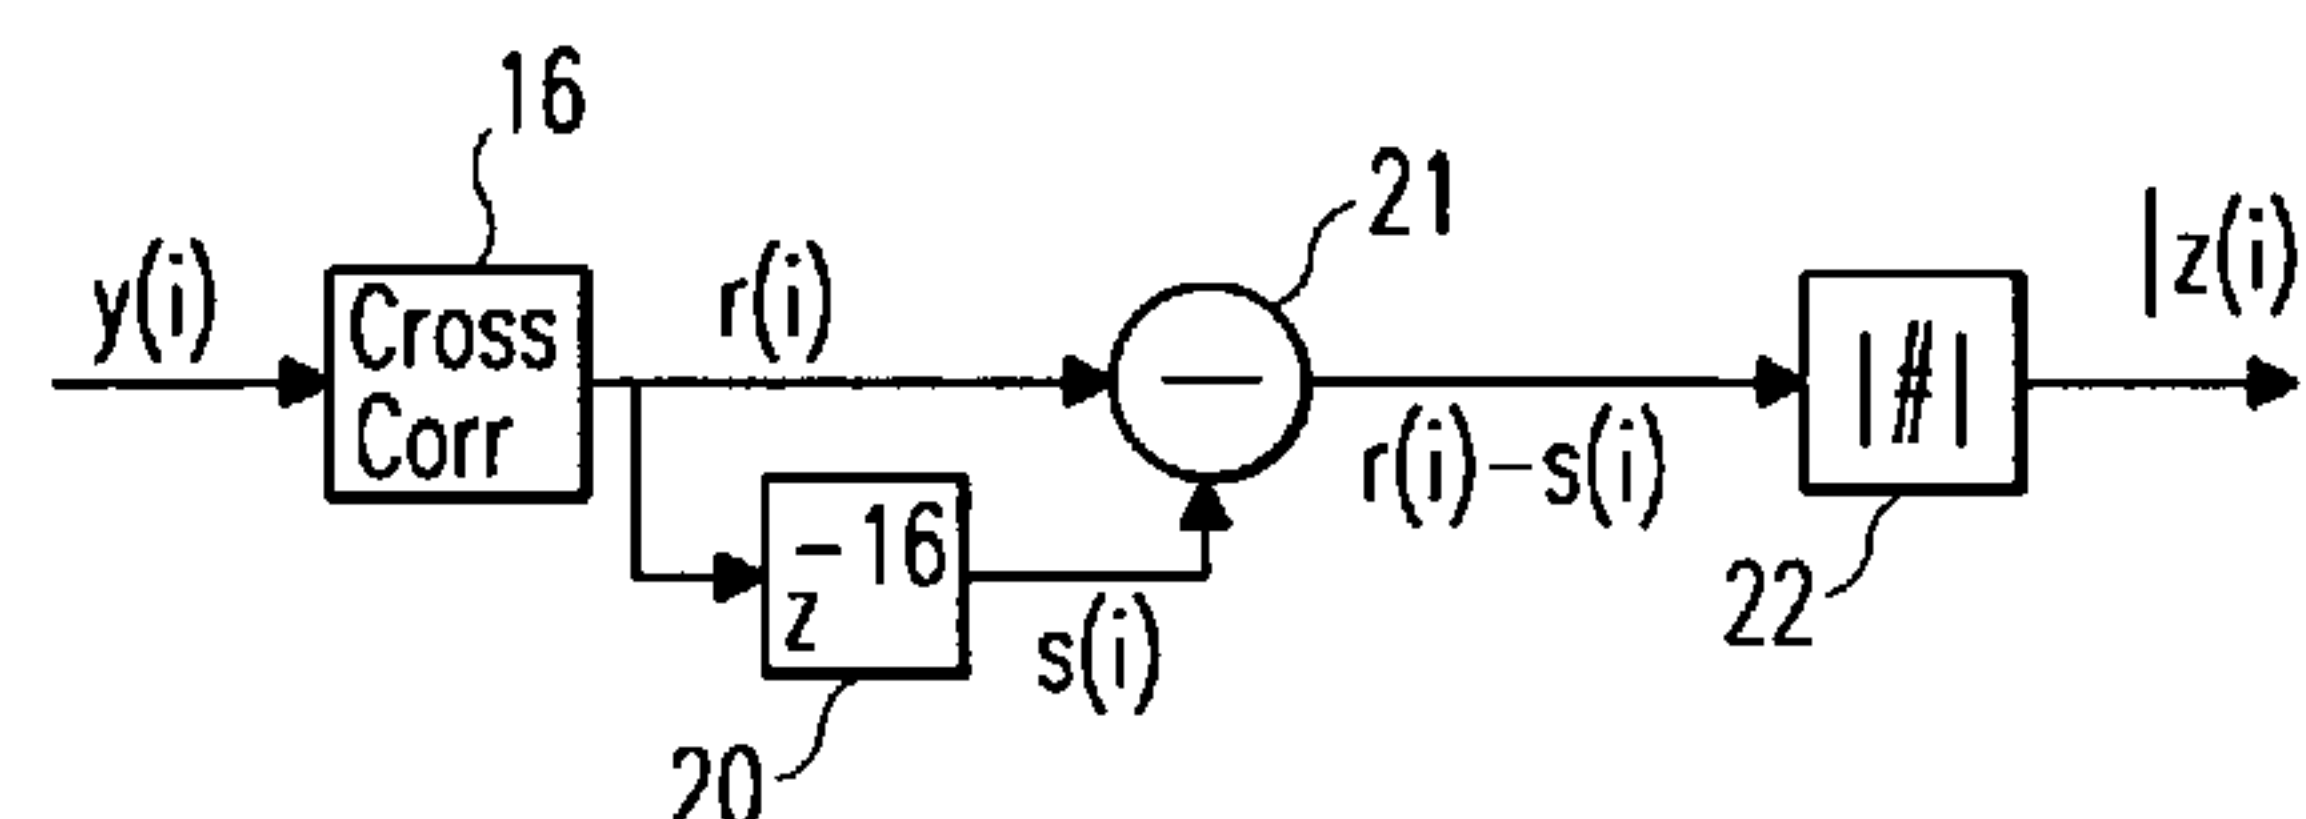 16
21
|z(i)
y(i)
Cross
Corr
r(i)
−
|#|
r(i)−s(i)
z−16
s(i)
22
20